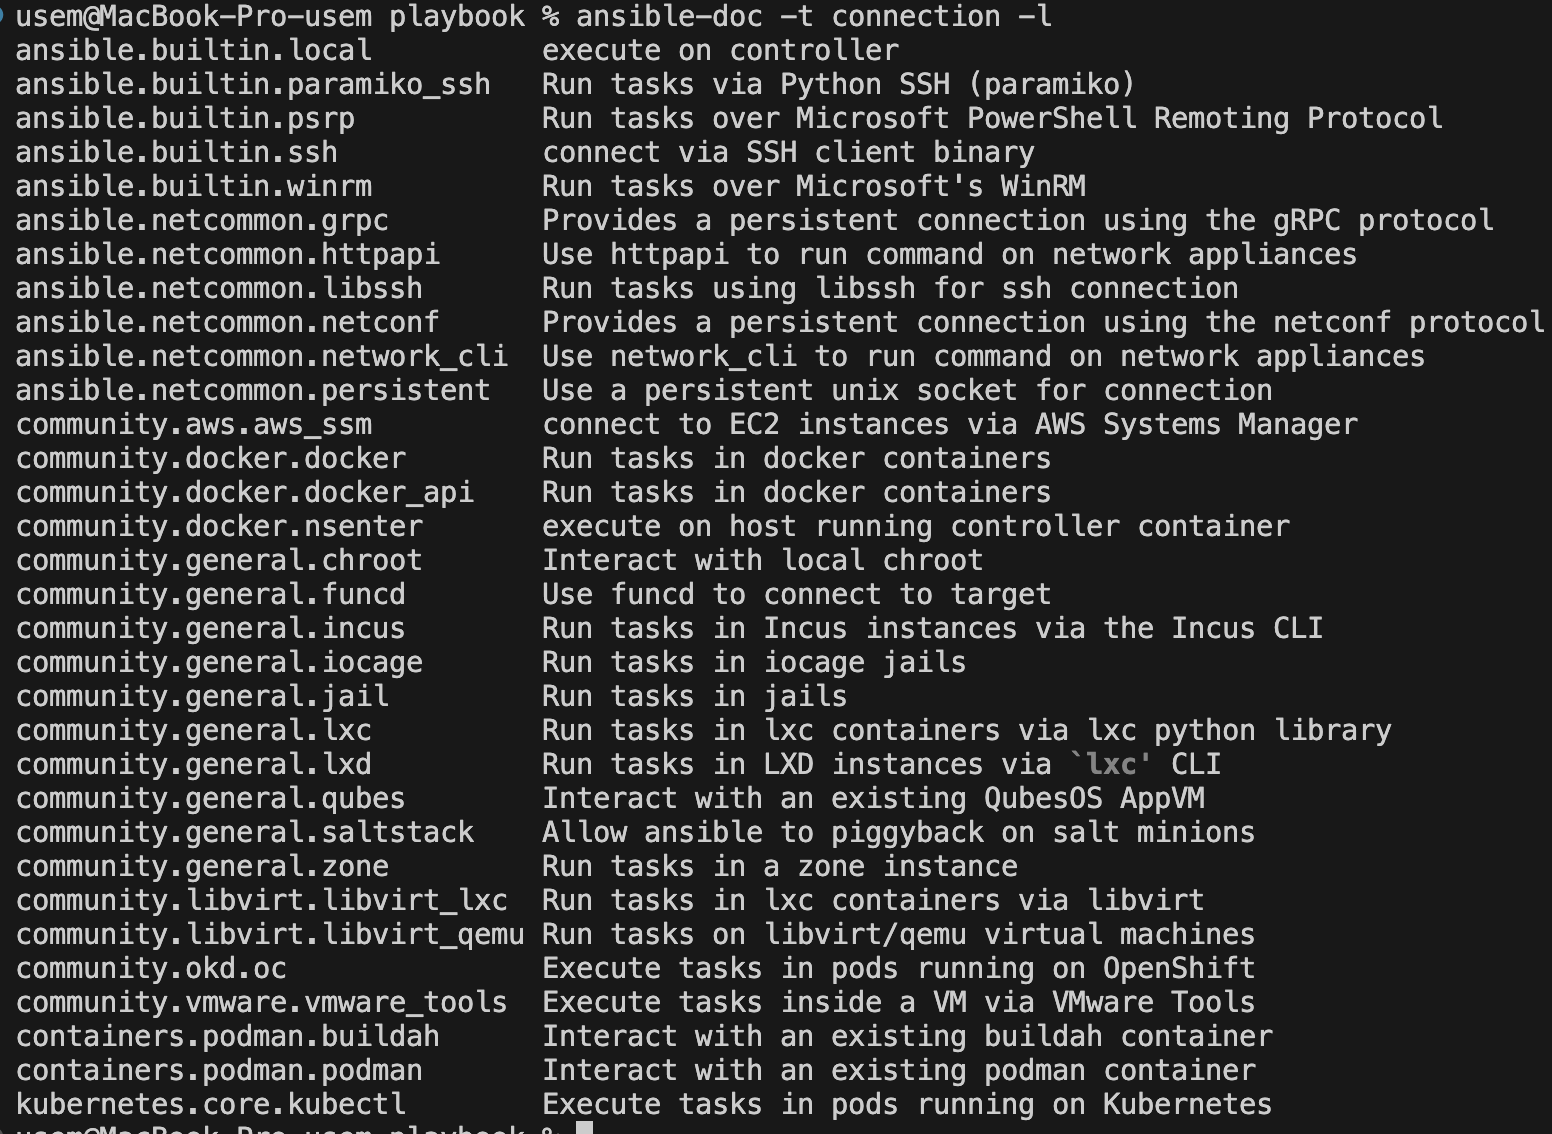 usem@MacBook-Pro-usem playbook % ansible-doc -t connection -l
ansible.builtin.local          execute on controller
ansible.builtin.paramiko_ssh   Run tasks via Python SSH (paramiko)
ansible.builtin.psrp           Run tasks over Microsoft PowerShell Remoting Protocol
ansible.builtin.ssh            connect via SSH client binary
ansible.builtin.winrm          Run tasks over Microsoft's WinRM
ansible.netcommon.grpc         Provides a persistent connection using the gRPC protocol
ansible.netcommon.httpapi      Use httpapi to run command on network appliances
ansible.netcommon.libssh       Run tasks using libssh for ssh connection
ansible.netcommon.netconf      Provides a persistent connection using the netconf protocol
ansible.netcommon.network_cli  Use network_cli to run command on network appliances
ansible.netcommon.persistent   Use a persistent unix socket for connection
community.aws.aws_ssm          connect to EC2 instances via AWS Systems Manager
community.docker.docker        Run tasks in docker containers
community.docker.docker_api    Run tasks in docker containers
community.docker.nsenter       execute on host running controller container
community.general.chroot       Interact with local chroot
community.general.funcd        Use funcd to connect to target
community.general.incus        Run tasks in Incus instances via the Incus CLI
community.general.iocage       Run tasks in iocage jails
community.general.jail         Run tasks in jails
community.general.lxc          Run tasks in lxc containers via lxc python library
community.general.lxd          Run tasks in LXD instances via `lxc' CLI
community.general.qubes        Interact with an existing QubesOS AppVM
community.general.saltstack    Allow ansible to piggyback on salt minions
community.general.zone         Run tasks in a zone instance
community.libvirt.libvirt_lxc  Run tasks in lxc containers via libvirt
community.libvirt.libvirt_qemu Run tasks on libvirt/qemu virtual machines
community.okd.oc               Execute tasks in pods running on OpenShift
community.vmware.vmware_tools  Execute tasks inside a VM via VMware Tools
containers.podman.buildah      Interact with an existing buildah container
containers.podman.podman       Interact with an existing podman container
kubernetes.core.kubectl        Execute tasks in pods running on Kubernetes
usem@MacBook-Pro-usem playbook %